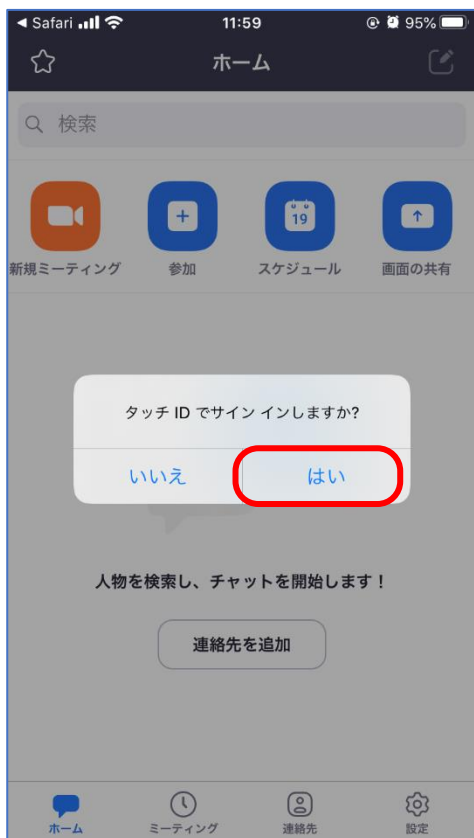 ◀ Safari 11:59 95%
ホーム
検索
19
新規ミーティング 参加 スケジュール 画面の共有
タッチ ID でサイン インしますか?
いいえ はい
人物を検索し、チャットを開始します！
連絡先を追加
ホーム ミーティング 連絡先 設定